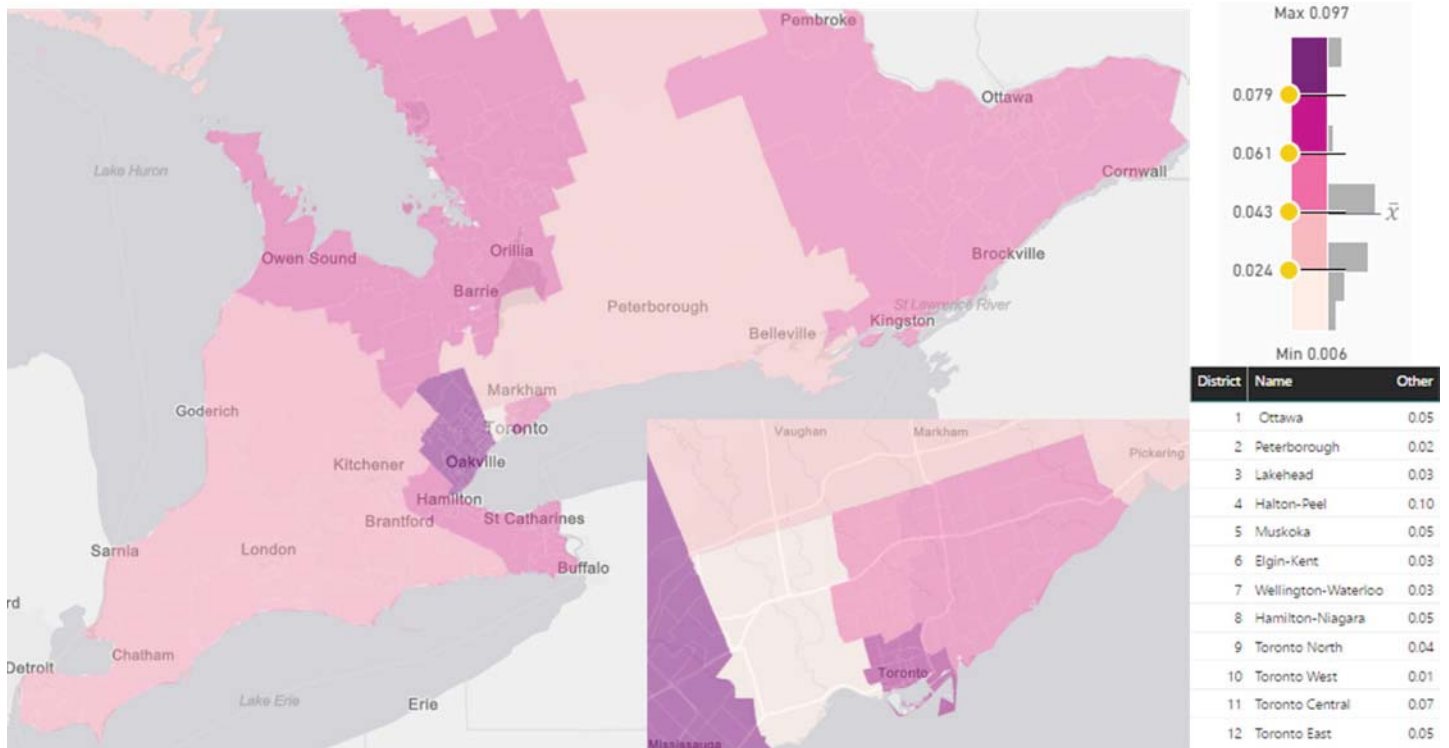 Pembroke
Ottawa
Lake Huron
Cornwall
Owen Sound
Orillia
Brockville
Barrie
Peterborough
St Lawrence River
Kingston
Belleville
Markham
Goderich
Toronto
Kitchener
Oakville
Hamilton
Brantford
St Catharines
Sarnia
London
Buffalo
rd
Detroit
Chatham
Lake Erie
Erie
Vaughan
Markham
Pickering
Toronto
Mississauga
Max 0.097
0.079
0.061
0.043 x̄
0.024
Min 0.006
District Name Other
1 Ottawa 0.05
2 Peterborough 0.02
3 Lakehead 0.03
4 Halton-Peel 0.10
5 Muskoka 0.05
6 Elgin-Kent 0.03
7 Wellington-Waterloo 0.03
8 Hamilton-Niagara 0.05
9 Toronto North 0.04
10 Toronto West 0.01
11 Toronto Central 0.07
12 Toronto East 0.05